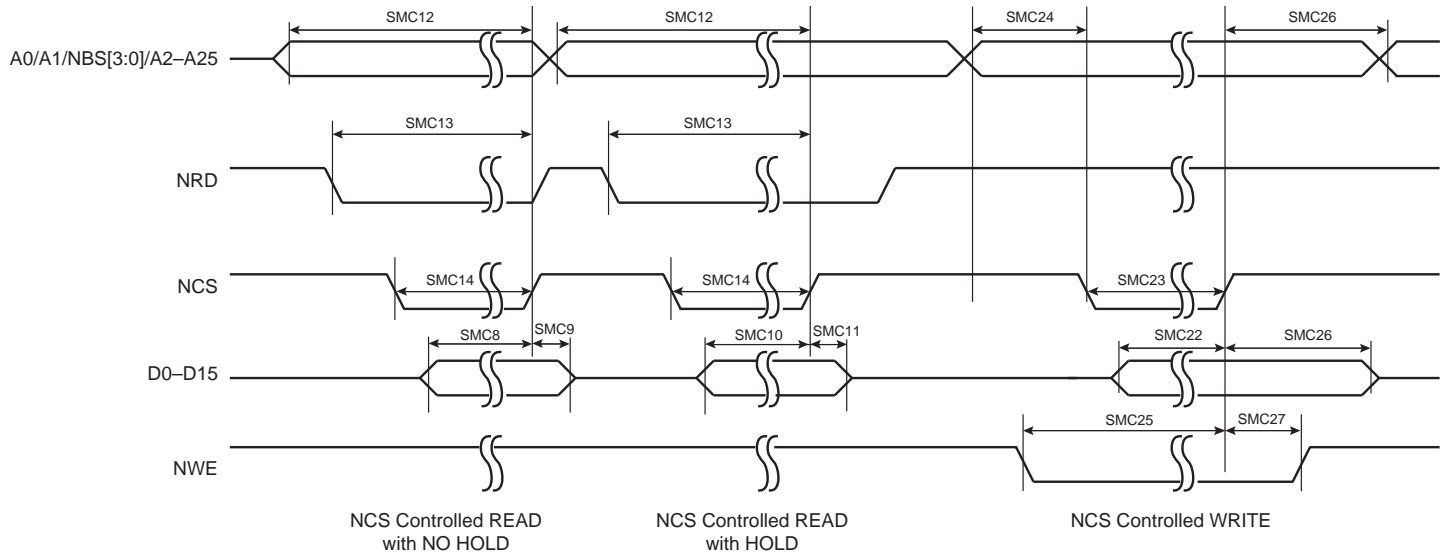 SMC12
SMC12
SMC24
SMC26
A0/A1/NBS[3:0]/A2–A25
SMC13
SMC13
NRD
NCS
SMC14
SMC14
SMC23
SMC8
SMC9
SMC10
SMC11
SMC22
SMC26
D0–D15
SMC25
SMC27
NWE
NCS Controlled READ
with NO HOLD
NCS Controlled READ
with HOLD
NCS Controlled WRITE